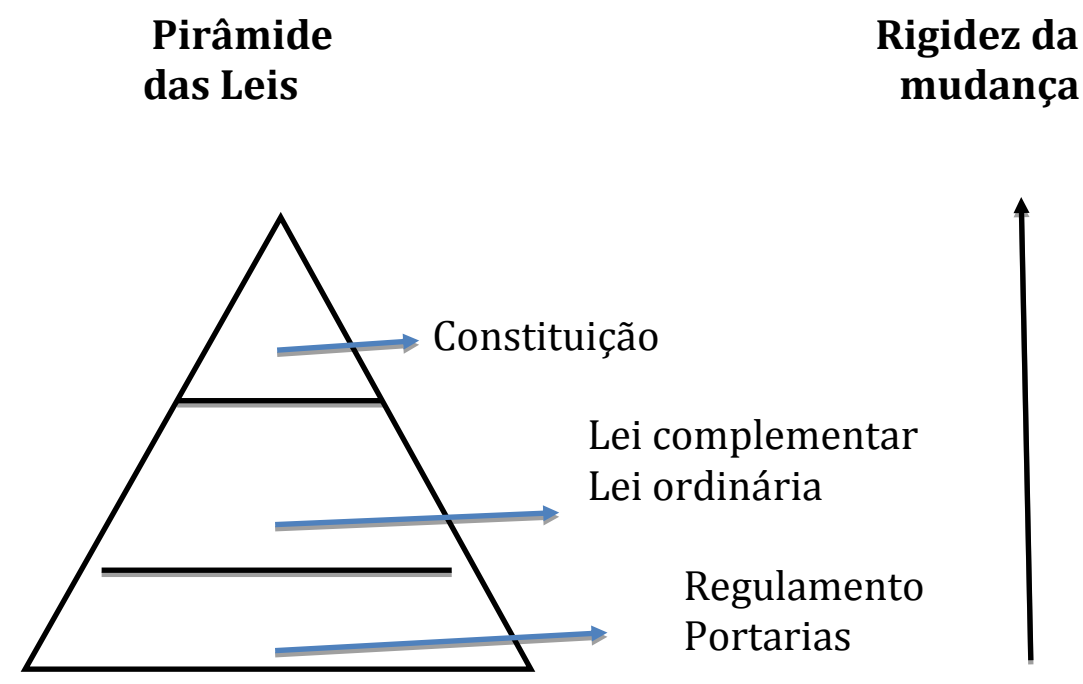 Pirâmide
das Leis
Rigidez da
mudança
Constituição
Lei complementar
Lei ordinária
Regulamento
Portarias